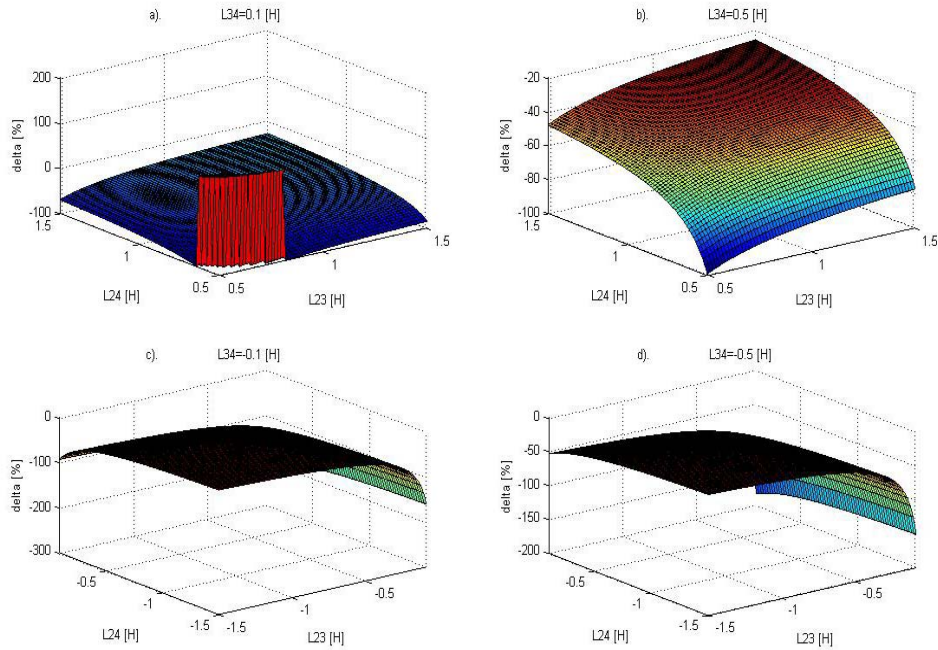 a). L34=0.1 [H]
200
100
0
-100
delta [%]
1.5
1
0.5
L24 [H]
0.5
1
1.5
L23 [H]
b). L34=0.5 [H]
-20
-40
-60
-80
-100
delta [%]
1.5
1
0.5
L24 [H]
0.5
1
1.5
L23 [H]
c). L34=-0.1 [H]
0
-100
-200
-300
delta [%]
-0.5
-1
-1.5
L24 [H]
-1.5
-1
-0.5
L23 [H]
d). L34=-0.5 [H]
0
-50
-100
-150
-200
delta [%]
-0.5
-1
-1.5
L24 [H]
-1.5
-1
-0.5
L23 [H]